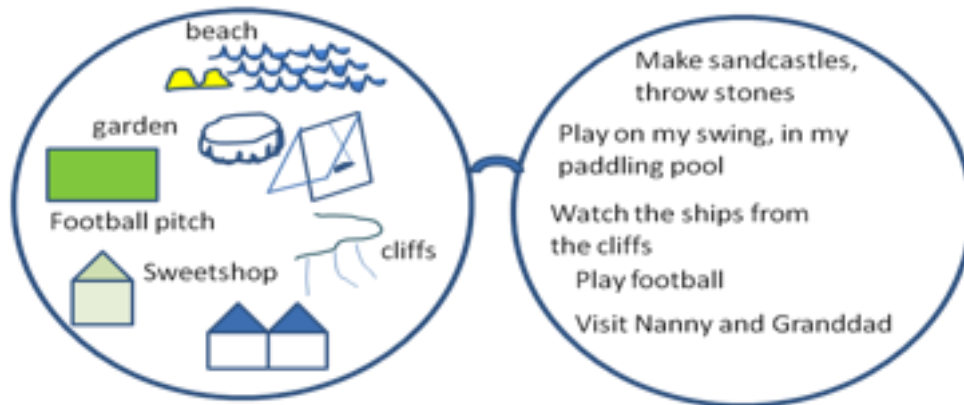 beach
garden
Football pitch
cliffs
Sweetshop
Make sandcastles,
throw stones
Play on my swing, in my
paddling pool
Watch the ships from
the cliffs
Play football
Visit Nanny and Granddad